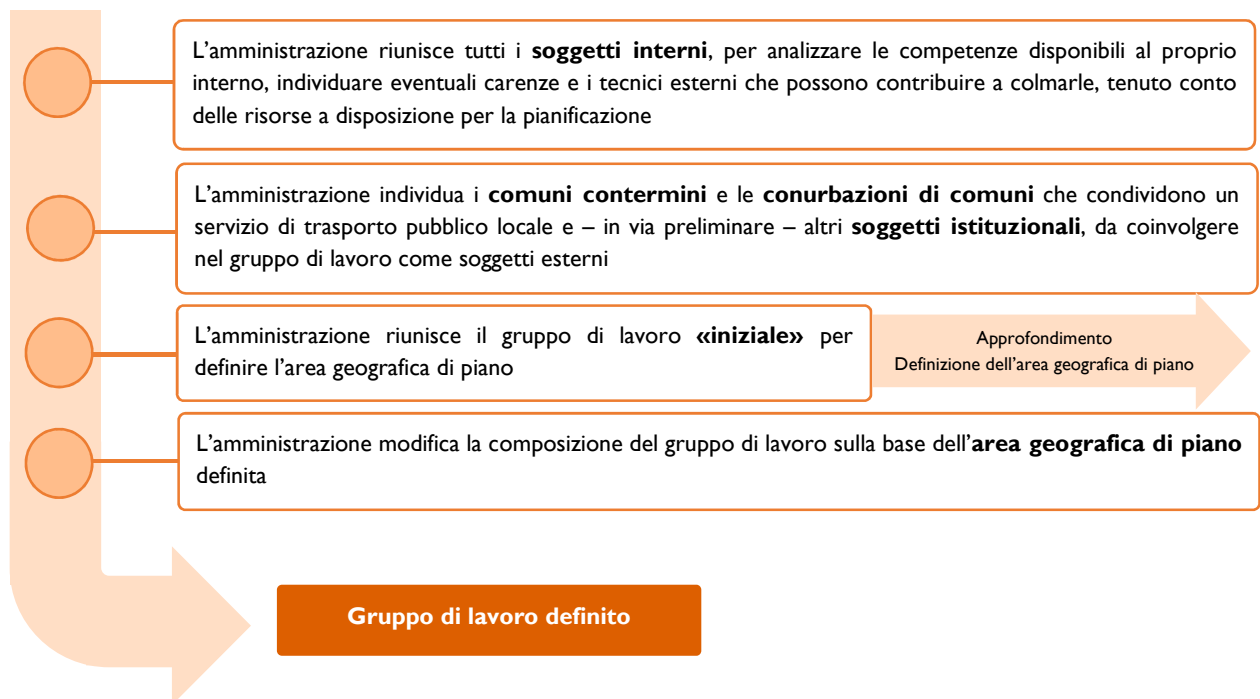 L’amministrazione riunisce tutti i soggetti interni, per analizzare le competenze disponibili al proprio
interno, individuare eventuali carenze e i tecnici esterni che possono contribuire a colmarle, tenuto conto
delle risorse a disposizione per la pianificazione
L’amministrazione individua i comuni contermini e le conurbazioni di comuni che condividono un
servizio di trasporto pubblico locale e – in via preliminare – altri soggetti istituzionali, da coinvolgere
nel gruppo di lavoro come soggetti esterni
L’amministrazione riunisce il gruppo di lavoro «iniziale» per
definire l’area geografica di piano
Approfondimento
Definizione dell’area geografica di piano
L’amministrazione modifica la composizione del gruppo di lavoro sulla base dell’area geografica di piano
definita
Gruppo di lavoro definito